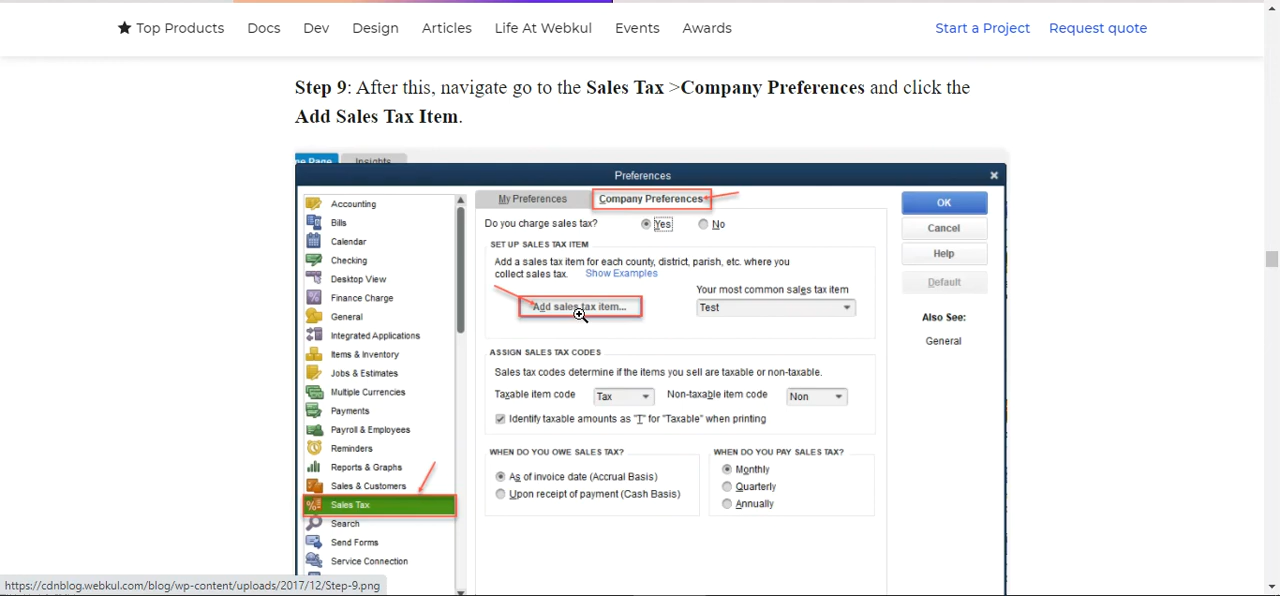 ★ Top Products Docs Dev Design Articles Life At Webkul Events Awards Start a Project Request quote
Step 9: After this, navigate go to the Sales Tax >Company Preferences and click the
Add Sales Tax Item.
ne Page Insights
Preferences
Accounting
Bills
Calendar
Checking
Desktop View
Finance Charge
General
Integrated Applications
Items & Inventory
Jobs & Estimates
Multiple Currencies
Payments
Payroll & Employees
Reminders
Reports & Graphs
Sales & Customers
Sales Tax
Search
Send Forms
Service Connection
My Preferences Company Preferences
Do you charge sales tax? Yes No
SET UP SALES TAX ITEM
Add a sales tax item for each county, district, parish, etc. where you
collect sales tax. Show Examples
Your most common sales tax item
Add sales tax item... Test
ASSIGN SALES TAX CODES
Sales tax codes determine if the items you sell are taxable or non-taxable.
Taxable item code Tax Non-taxable item code Non
Identify taxable amounts as "T" for "Taxable" when printing
WHEN DO YOU OWE SALES TAX?
As of invoice date (Accrual Basis)
Upon receipt of payment (Cash Basis)
WHEN DO YOU PAY SALES TAX?
Monthly
Quarterly
Annually
OK
Cancel
Help
Default
Also See:
General
https://cdnblog.webkul.com/blog/wp-content/uploads/2017/12/Step-9.png